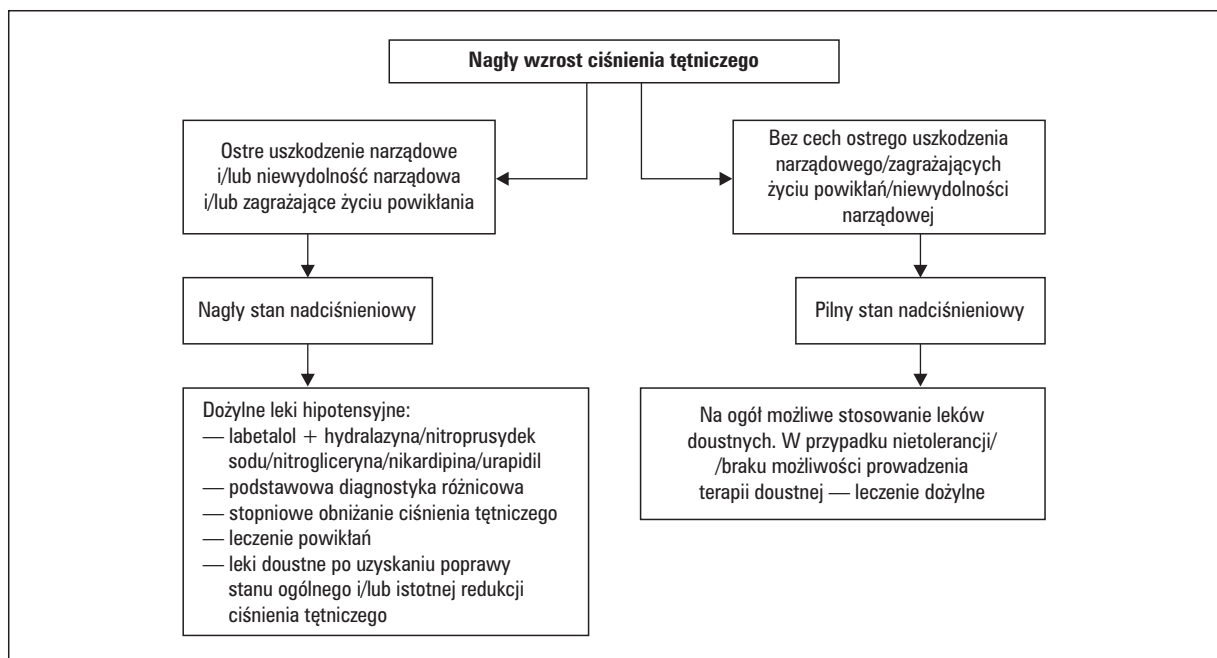 Nagły wzrost ciśnienia tętniczego
Ostre uszkodzenie narządowe
i/lub niewydolność narządowa
i/lub zagrażające życiu powikłania
Bez cech ostrego uszkodzenia
narządowego/zagrażających
życiu powikłań/niewydolności
narządowej
Nagły stan nadciśnieniowy
Pilny stan nadciśnieniowy
Dożylne leki hipotensyjne:
— labetalol + hydralazyna/nitroprusydek
sodu/nitrogliceryna/nikardipina/urapidil
— podstawowa diagnostyka różnicowa
— stopniowe obniżanie ciśnienia tętniczego
— leczenie powikłań
— leki doustne po uzyskaniu poprawy
stanu ogólnego i/lub istotnej redukcji
ciśnienia tętniczego
Na ogół możliwe stosowanie leków
doustnych. W przypadku nietolerancji/
/braku możliwości prowadzenia
terapii doustnej — leczenie dożylne